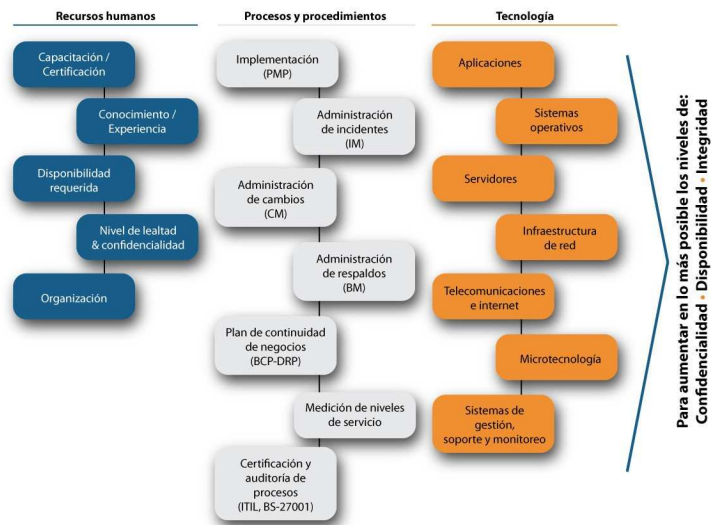 Recursos humanos
Capacitación /
Certificación
Conocimiento /
Experiencia
Disponibilidad
requerida
Nivel de lealtad
& confidencialidad
Organización
Procesos y procedimientos
Implementación
(PMP)
Administración
de incidentes
(IM)
Administración
de cambios
(CM)
Administración
de respaldos
(BM)
Plan de continuidad
de negocios
(BCP-DRP)
Medición de niveles
de servicio
Certificación y
auditoría de
procesos
(ITIL, BS-27001)
Tecnología
Aplicaciones
Sistemas
operativos
Servidores
Infraestructura
de red
Telecomunicaciones
e internet
Microtecnología
Sistemas de
gestión,
soporte y monitoreo
Para aumentar en lo más posible los niveles de:
Confidencialidad • Disponibilidad • Integridad